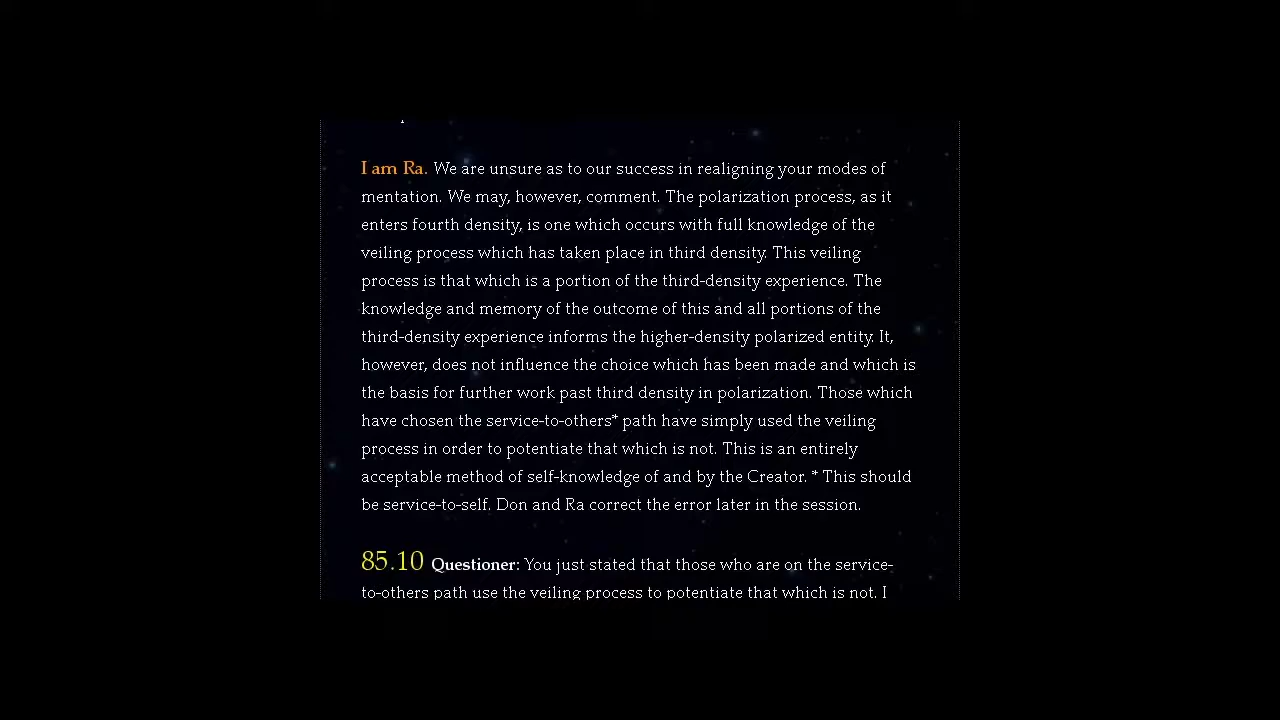 I am Ra. We are unsure as to our success in realigning your modes of
mentation. We may, however, comment. The polarization process, as it
enters fourth density, is one which occurs with full knowledge of the
veiling process which has taken place in third density. This veiling
process is that which is a portion of the third-density experience. The
knowledge and memory of the outcome of this and all portions of the
third-density experience informs the higher-density polarized entity. It,
however, does not influence the choice which has been made and which is
the basis for further work past third density in polarization. Those which
have chosen the service-to-others* path have simply used the veiling
process in order to potentiate that which is not. This is an entirely
acceptable method of self-knowledge of and by the Creator. * This should
be service-to-self. Don and Ra correct the error later in the session.
85.10 Questioner: You just stated that those who are on the service-
to-others path use the veiling process to potentiate that which is not. I